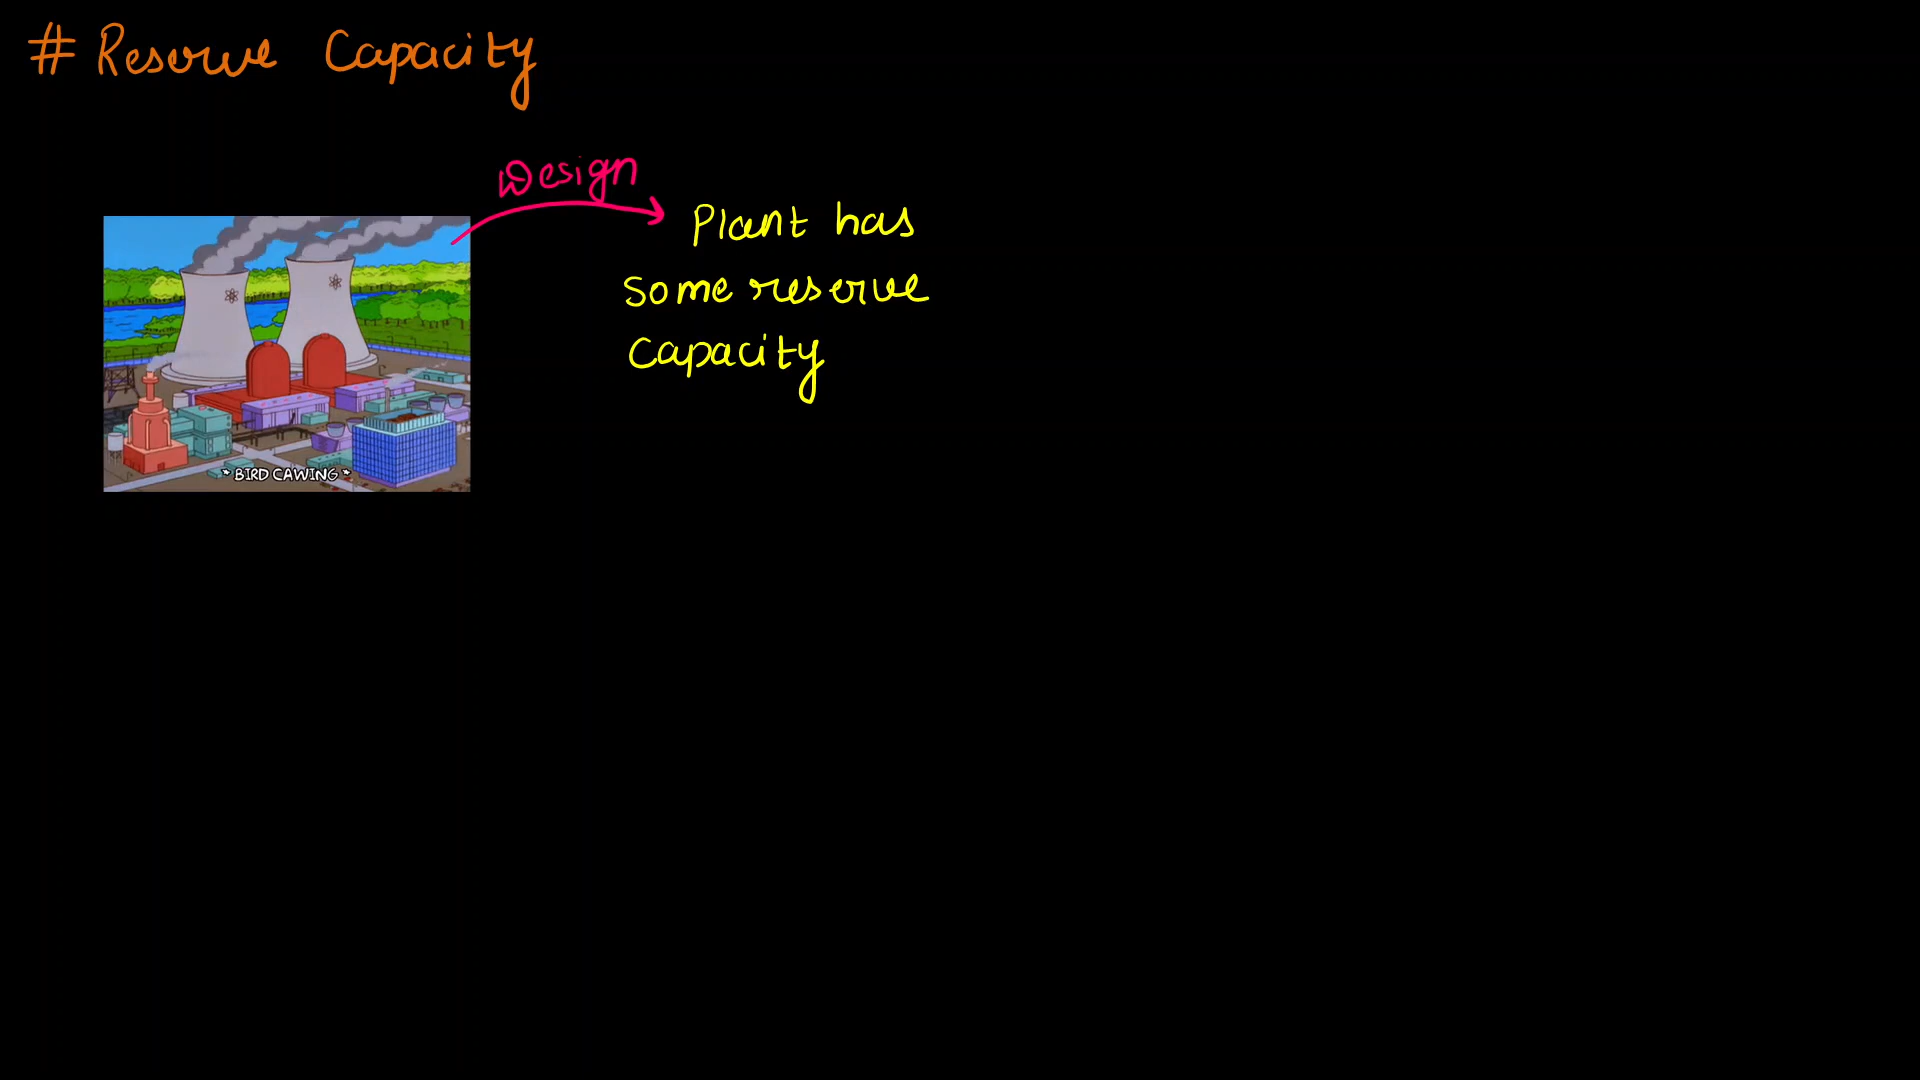 # Reserve Capacity
Design
Plant has
some reserve
capacity
* BIRD CAWING *